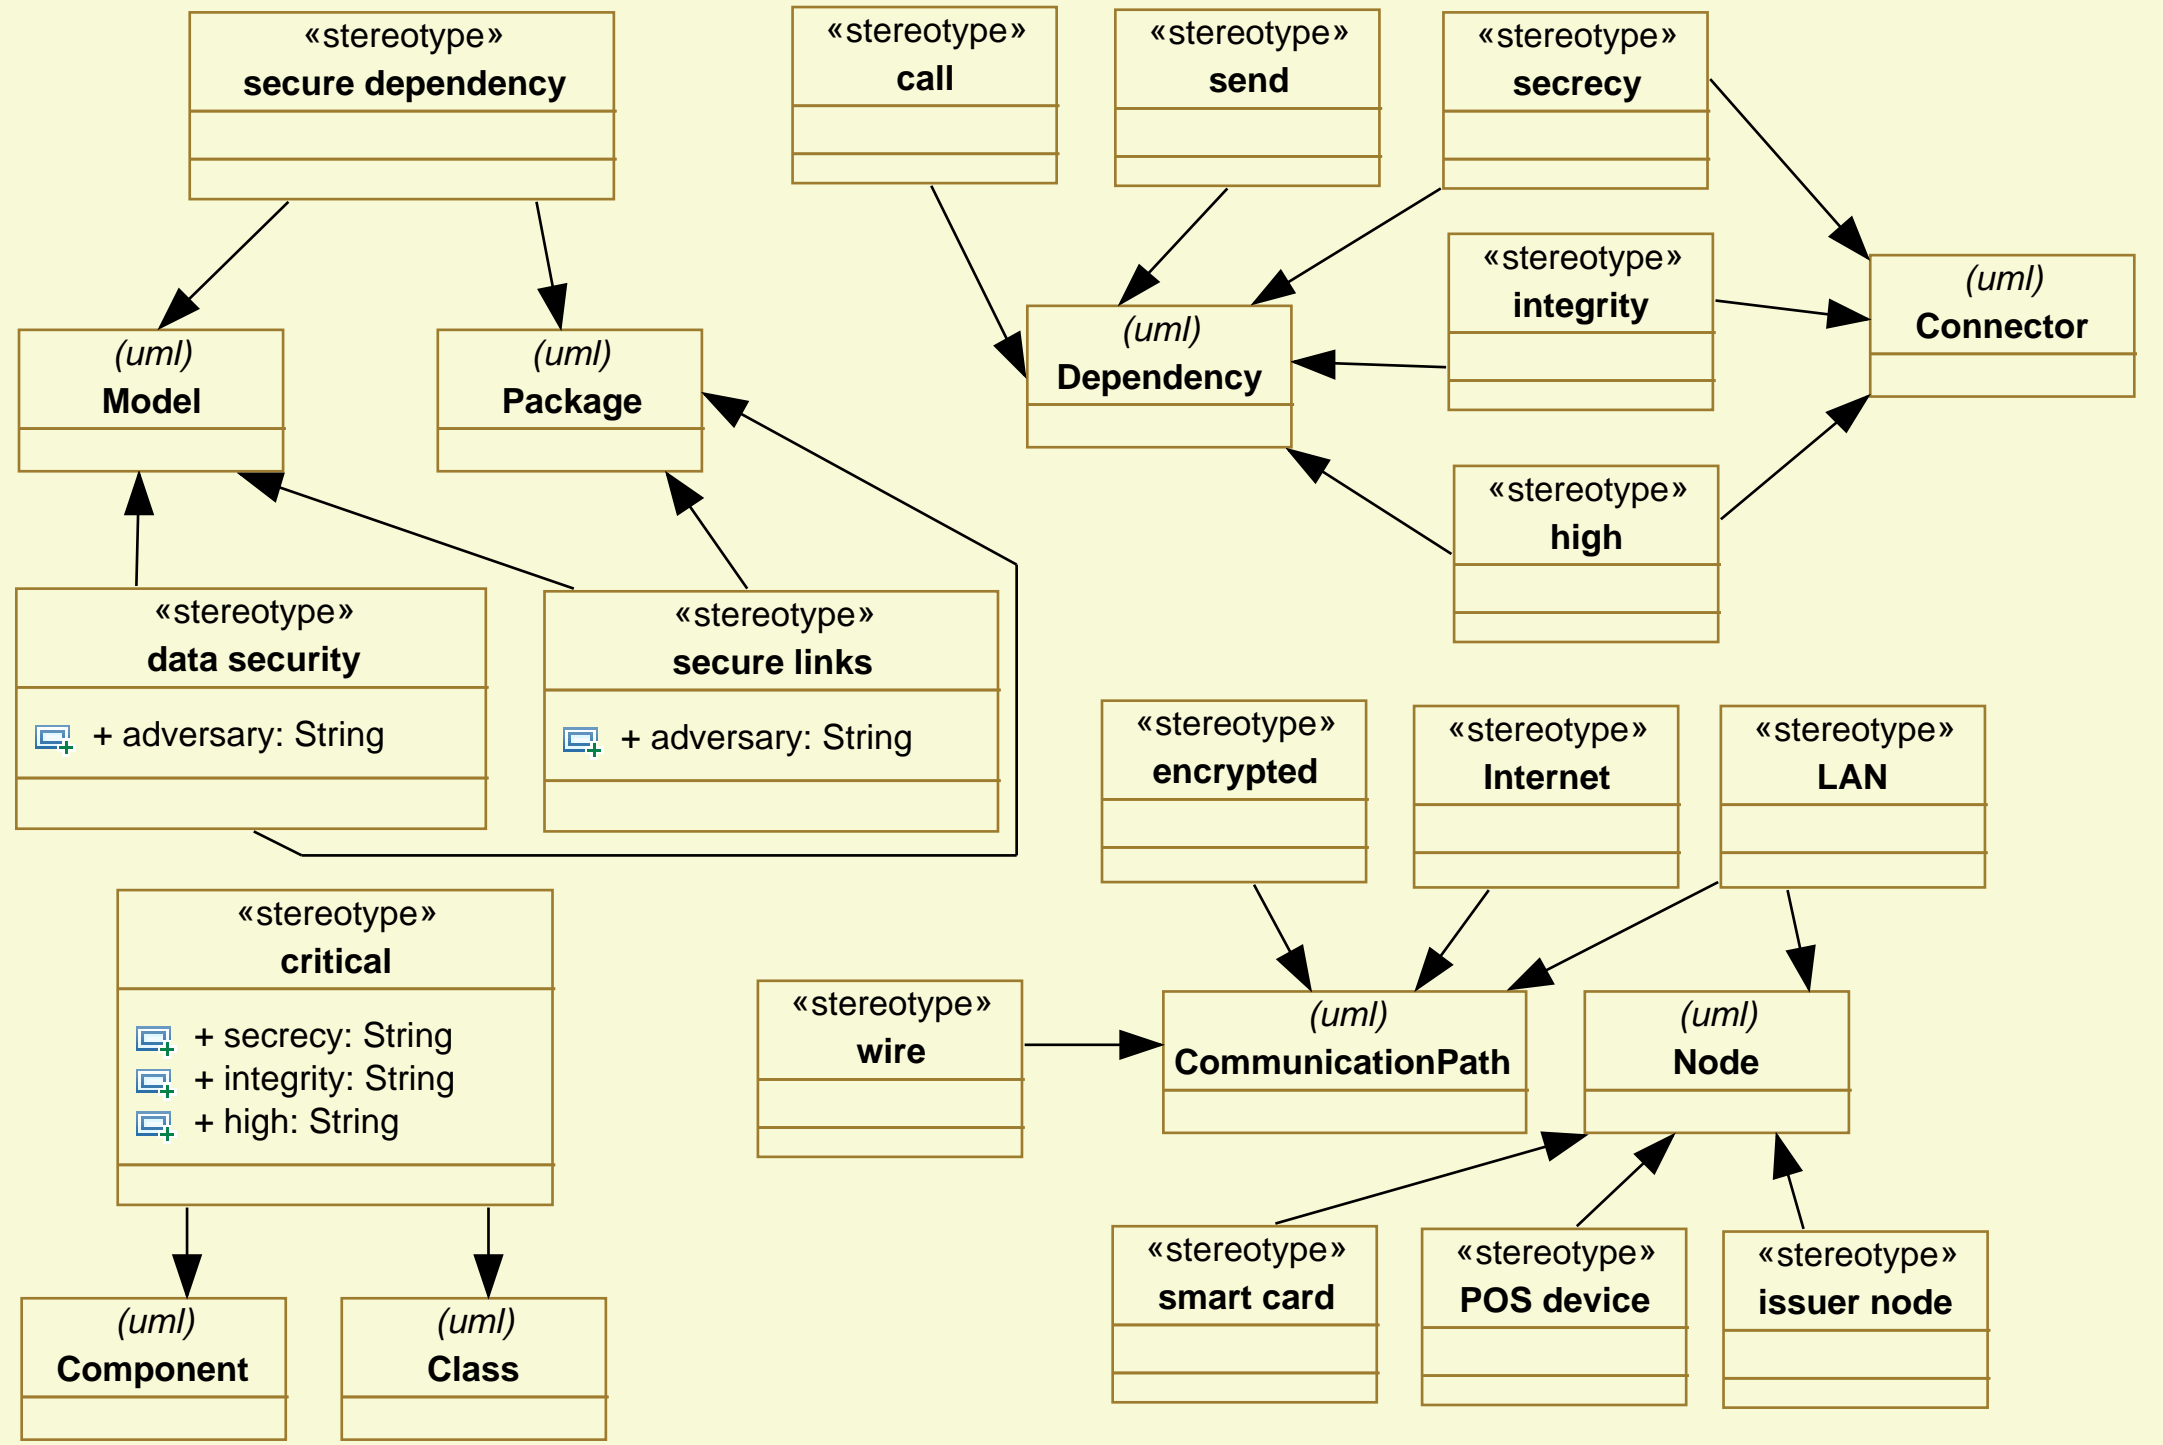 «stereotype»
secure dependency
«stereotype»
call
«stereotype»
send
«stereotype»
secrecy
«stereotype»
integrity
(uml)
Connector
(uml)
Model
(uml)
Package
(uml)
Dependency
«stereotype»
high
«stereotype»
data security
+ adversary: String
«stereotype»
secure links
+ adversary: String
«stereotype»
encrypted
«stereotype»
Internet
«stereotype»
LAN
«stereotype»
critical
+ secrecy: String
+ integrity: String
+ high: String
«stereotype»
wire
(uml)
CommunicationPath
(uml)
Node
«stereotype»
smart card
«stereotype»
POS device
«stereotype»
issuer node
(uml)
Component
(uml)
Class